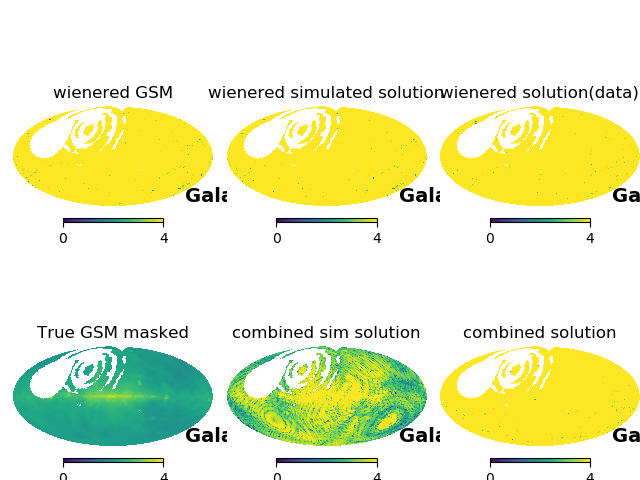 wienered GSM
wienered simulated solution
wienered solution(data)
Gala
Gala
Ga
0 4
0 4
0 4
True GSM masked
combined sim solution
combined solution
Gala
Gala
Ga
0 4
0 4
0 4